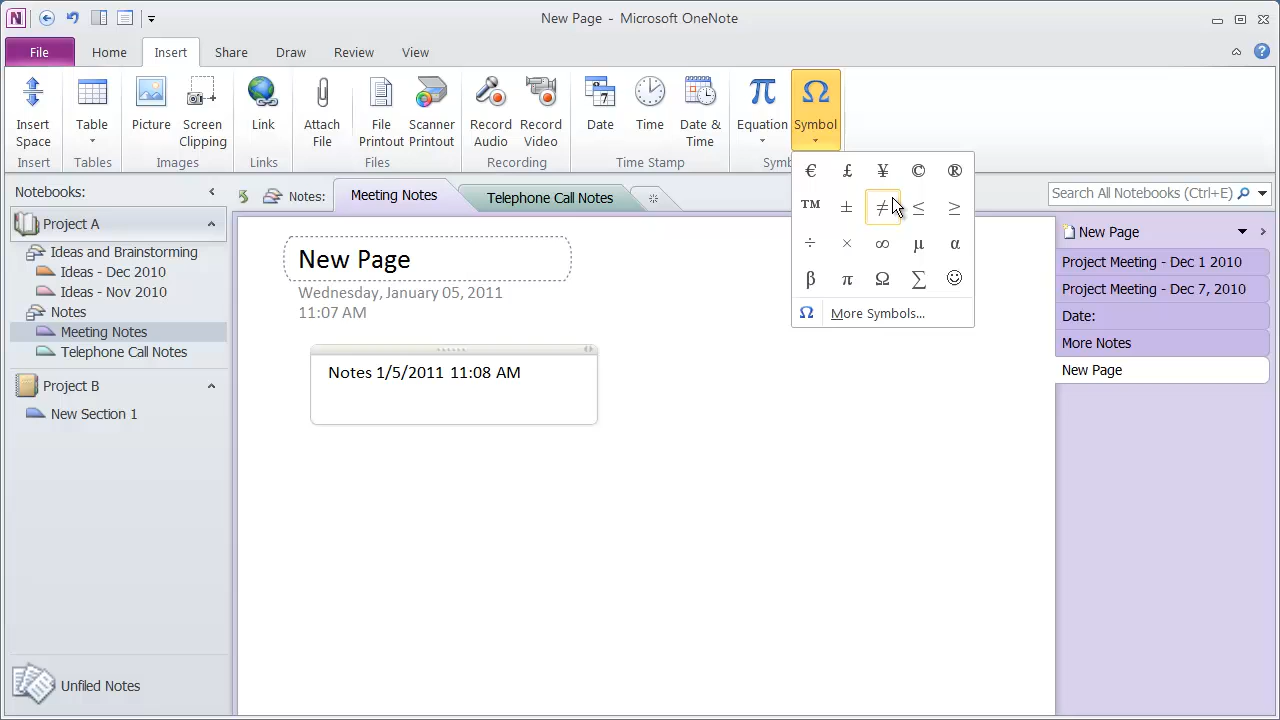 New Page - Microsoft OneNote
File Home Insert Share Draw Review View
Insert Space
Table
Picture
Screen Clipping
Link
Attach File
File Printout
Scanner Printout
Record Audio
Record Video
Date
Time
Date & Time
Equation
Symbol
Insert Tables Images Links Files Recording Time Stamp Symb
Notebooks:
Notes: Meeting Notes Telephone Call Notes
Search All Notebooks (Ctrl+E)
€ £ ¥ © ®
™ ± ≠ ≤ ≥
÷ × ∞ µ α
β π Ω ∑ ☺
Ω More Symbols...
Project A
Ideas and Brainstorming
Ideas - Dec 2010
Ideas - Nov 2010
Notes
Meeting Notes
Telephone Call Notes
Project B
New Section 1
Unfiled Notes
New Page
Wednesday, January 05, 2011
11:07 AM
Notes 1/5/2011 11:08 AM
New Page
Project Meeting - Dec 1 2010
Project Meeting - Dec 7, 2010
Date:
More Notes
New Page